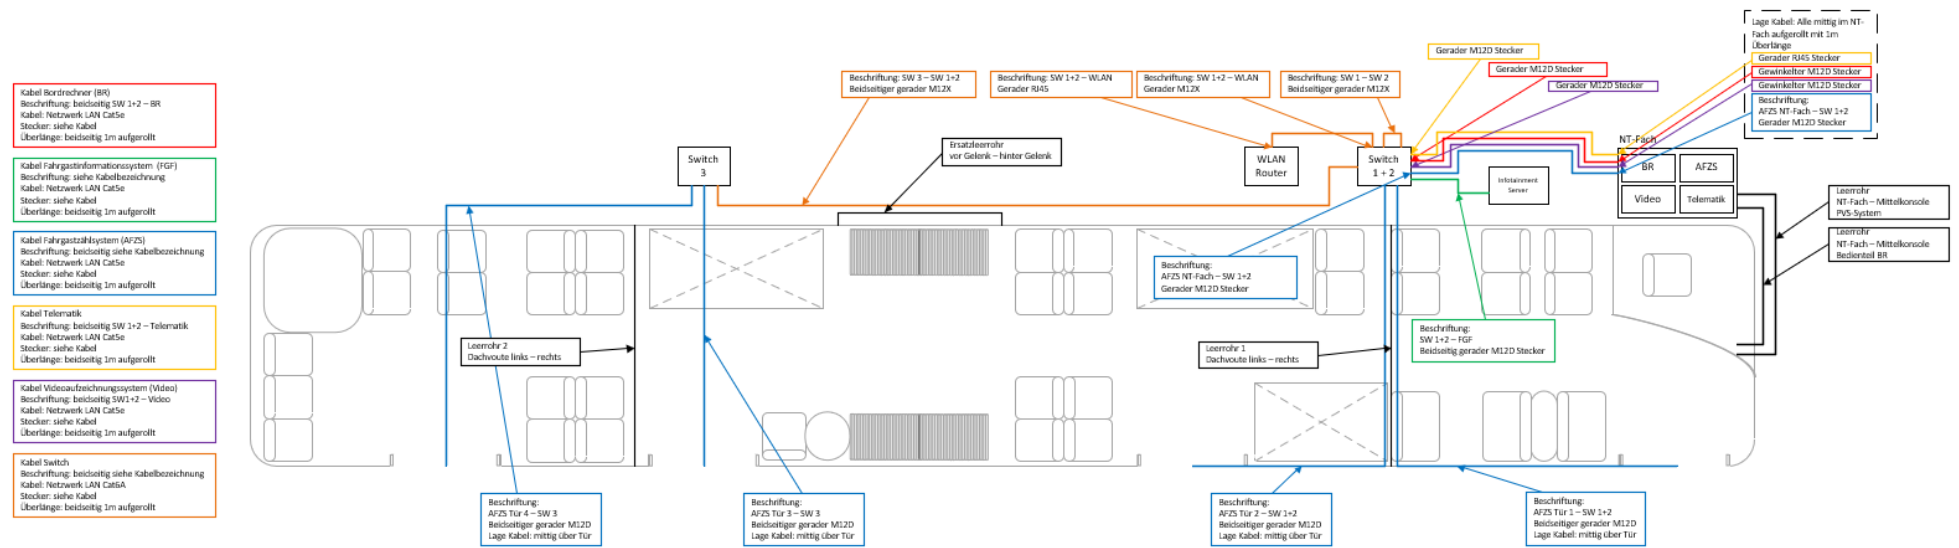 Kabel Bordrechner (BR)
Beschriftung: beidseitig SW 1+2 – BR
Kabel: Netzwerk LAN Cat5e
Stecker: siehe Kabel
Überlänge: beidseitig 1m aufgerollt
Kabel Fahrgastinformationssystem (FGF)
Beschriftung: siehe Kabelbezeichnung
Kabel: Netzwerk LAN Cat5e
Stecker: siehe Kabel
Überlänge: beidseitig 1m aufgerollt
Kabel Fahrgastzählsystem (AFZS)
Beschriftung: beidseitig siehe Kabelbezeichnung
Kabel: Netzwerk LAN Cat5e
Stecker: siehe Kabel
Überlänge: beidseitig 1m aufgerollt
Kabel Telematik
Beschriftung: beidseitig SW 1+2 – Telematik
Kabel: Netzwerk LAN Cat5e
Stecker: siehe Kabel
Überlänge: beidseitig 1m aufgerollt
Kabel Videoaufzeichnungssystem (Video)
Beschriftung: beidseitig SW1+2 – Video
Kabel: Netzwerk LAN Cat5e
Stecker: siehe Kabel
Überlänge: beidseitig 1m aufgerollt
Kabel Switch
Beschriftung: beidseitig siehe Kabelbezeichnung
Kabel: Netzwerk LAN Cat6A
Stecker: siehe Kabel
Überlänge: beidseitig 1m aufgerollt
Switch
3
Beschriftung: SW 3 – SW 1+2
Beidseitiger gerader M12X
Beschriftung: SW 1+2 – WLAN
Gerader RJ45
Beschriftung: SW 1+2 – WLAN
Gerader M12X
Beschriftung: SW 1 – SW 2
Beidseitiger gerader M12X
Gerader M12D Stecker
Gerader M12D Stecker
Gerader M12D Stecker
Lage Kabel: Alle mittig im NT-
Fach aufgerollt mit 1m
Überlänge
Gerader RJ45 Stecker
Gewinkelter M12D Stecker
Gewinkelter M12D Stecker
Beschriftung:
AFZS NT-Fach – SW 1+2
Gerader M12D Stecker
Ersatzleerrohr
vor Gelenk – hinter Gelenk
WLAN
Router
Switch
1 + 2
Infotainment
Server
NT-Fach
BR
AFZS
Video
Telematik
Leerrohr
NT-Fach – Mittelkonsole
PVS-System
Leerrohr
NT-Fach – Mittelkonsole
Bedienteil BR
Beschriftung:
AFZS NT-Fach – SW 1+2
Gerader M12D Stecker
Beschriftung:
SW 1+2 – FGF
Beidseitig gerader M12D Stecker
Leerrohr 2
Dachvoute links – rechts
Leerrohr 1
Dachvoute links – rechts
Beschriftung:
AFZS Tür 4 – SW 3
Beidseitiger gerader M12D
Lage Kabel: mittig über Tür
Beschriftung:
AFZS Tür 3 – SW 3
Beidseitiger gerader M12D
Lage Kabel: mittig über Tür
Beschriftung:
AFZS Tür 2 – SW 1+2
Beidseitiger gerader M12D
Lage Kabel: mittig über Tür
Beschriftung:
AFZS Tür 1 – SW 1+2
Beidseitiger gerader M12D
Lage Kabel: mittig über Tür